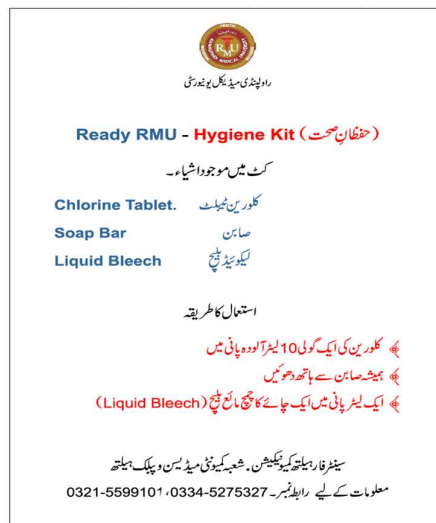 RMU
راولپنڈی میڈیکل یونیورسٹی
Ready RMU - Hygiene Kit (حفظانِ صحت)
کٹ میں موجود اشیاء۔
Chlorine Tablet. کلورین ٹیبلٹ
Soap Bar صابن
Liquid Bleech لیکوئیڈ بلیچ
استعمال کا طریقہ
کلورین کی ایک گولی 10 لیٹر آلودہ پانی میں
ہمیشہ صابن سے ہاتھ دھوئیں
ایک لیٹر پانی میں ایک چائے کا چمچ مائع بلیچ (Liquid Bleech)
سینٹر فار ہیلتھ کمیونیکیشن ۔ شعبہ کمیونٹی میڈیسن و پبلک ہیلتھ
معلومات کے لیے رابطہ نمبر۔ 0334-5275327، 0321-5599101